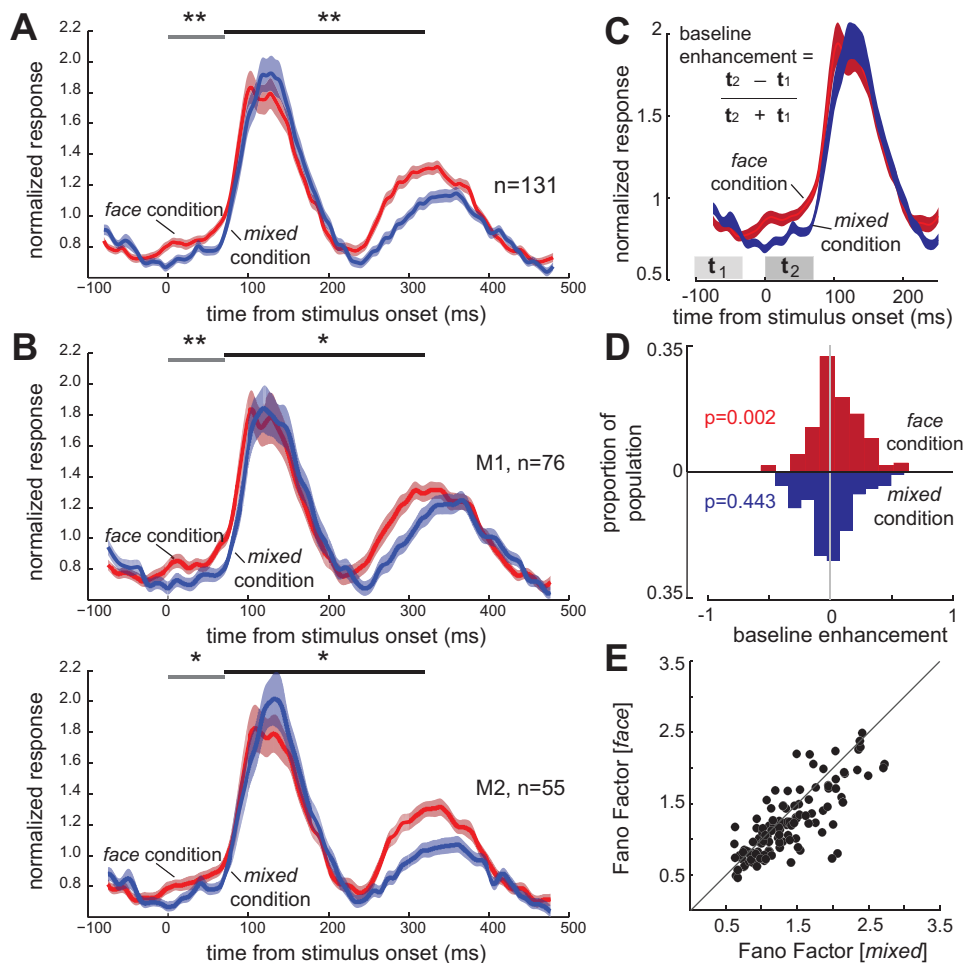 A
**
**
2.2
2.0
1.8
1.6
1.4
1.2
1.0
0.8
normalized response
face condition
mixed
condition
n=131
−100
0
100
200
300
400
500
time from stimulus onset (ms)
B
**
*
2.2
2.0
1.8
1.6
1.4
1.2
1.0
0.8
normalized response
face condition
mixed
condition
M1, n=76
−100
0
100
200
300
400
500
time from stimulus onset (ms)
*
*
2.2
2.0
1.8
1.6
1.4
1.2
1.0
0.8
normalized response
face condition
mixed
condition
M2, n=55
−100
0
100
200
300
400
500
time from stimulus onset (ms)
C
2
1.5
1
0.5
normalized response
baseline
enhancement =
t2 − t1
t2 + t1
face
condition
mixed
condition
t1
t2
-100
0
100
200
time from stimulus onset (ms)
D
0.35
0
0.35
proportion of
population
p=0.002
p=0.443
face
condition
mixed
condition
-1
0
1
baseline enhancement
E
3.5
2.5
1.5
0.5
Fano Factor [face]
0.5
1.5
2.5
3.5
Fano Factor [mixed]